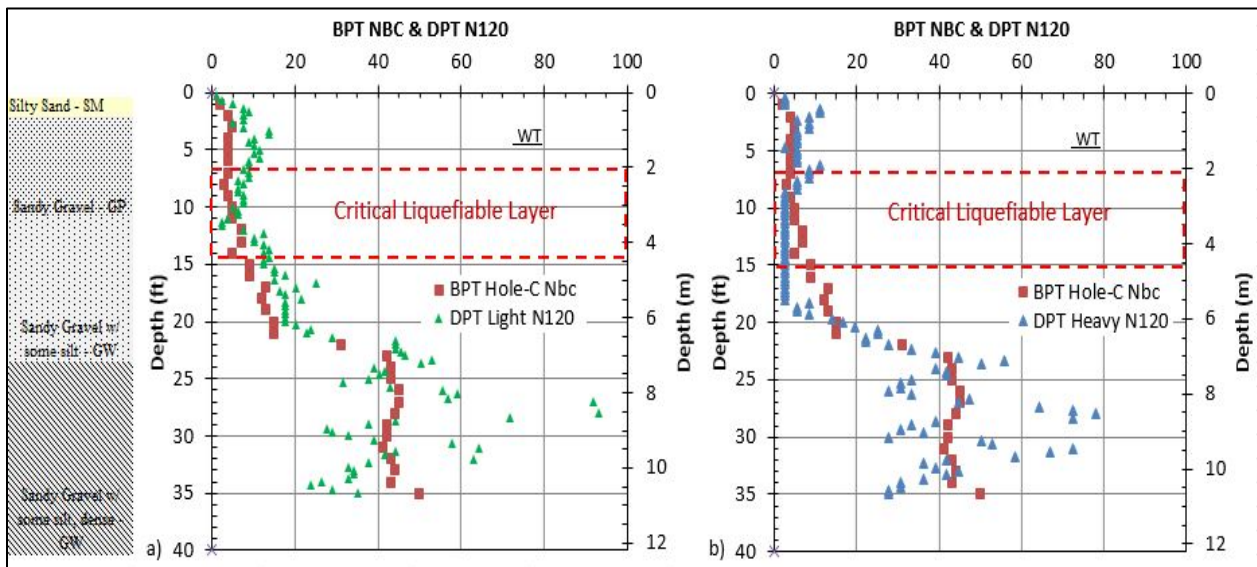 BPT NBC & DPT N120
0 20 40 60 80 100
Silty Sand - SM
Sandy Gravel - GP
Sandy Gravel w/
some silt - GW
Sandy Gravel w/
some silt, dense -
GW
Depth (ft)
0
5
10
15
20
25
30
35
40
WT
Critical Liquefiable Layer
BPT Hole-C Nbc
DPT Light N120
a)
0
2
4
6
8
10
12
Depth (m)
BPT NBC & DPT N120
0 20 40 60 80 100
Depth (ft)
0
5
10
15
20
25
30
35
40
WT
Critical Liquefiable Layer
BPT Hole-C Nbc
DPT Heavy N120
b)
0
2
4
6
8
10
12
Depth (m)